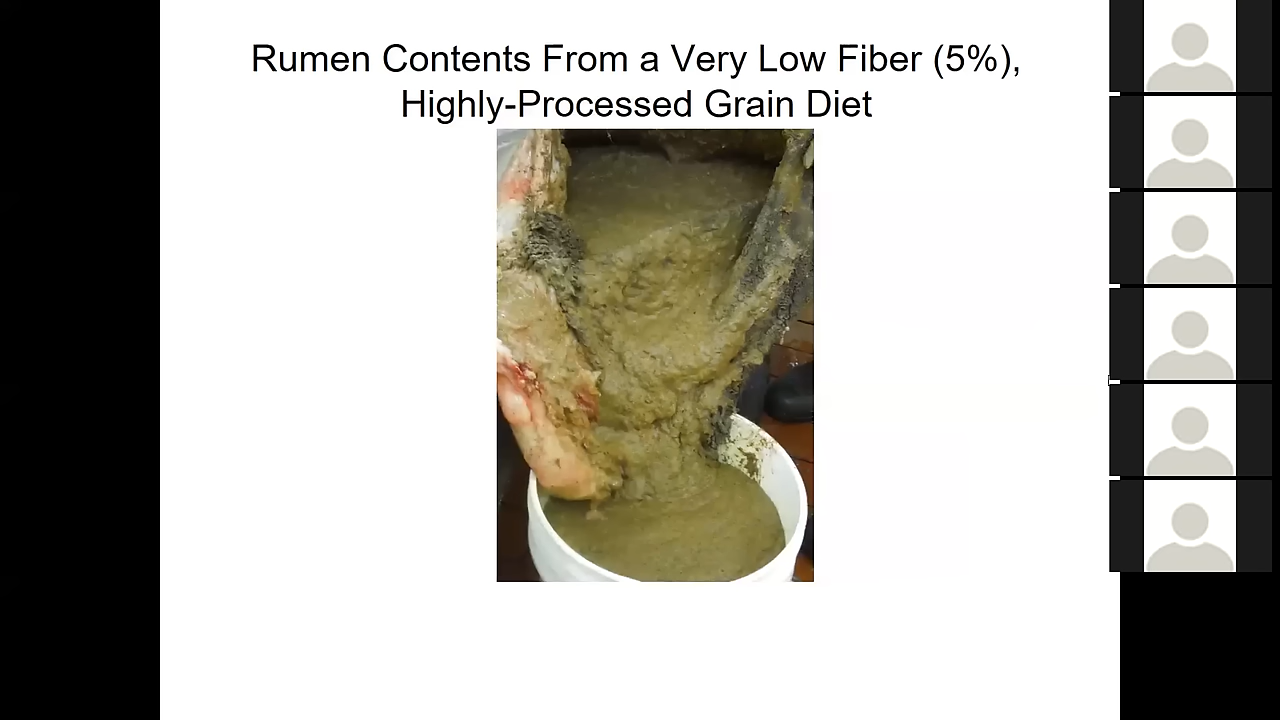 Rumen Contents From a Very Low Fiber (5%),
Highly-Processed Grain Diet